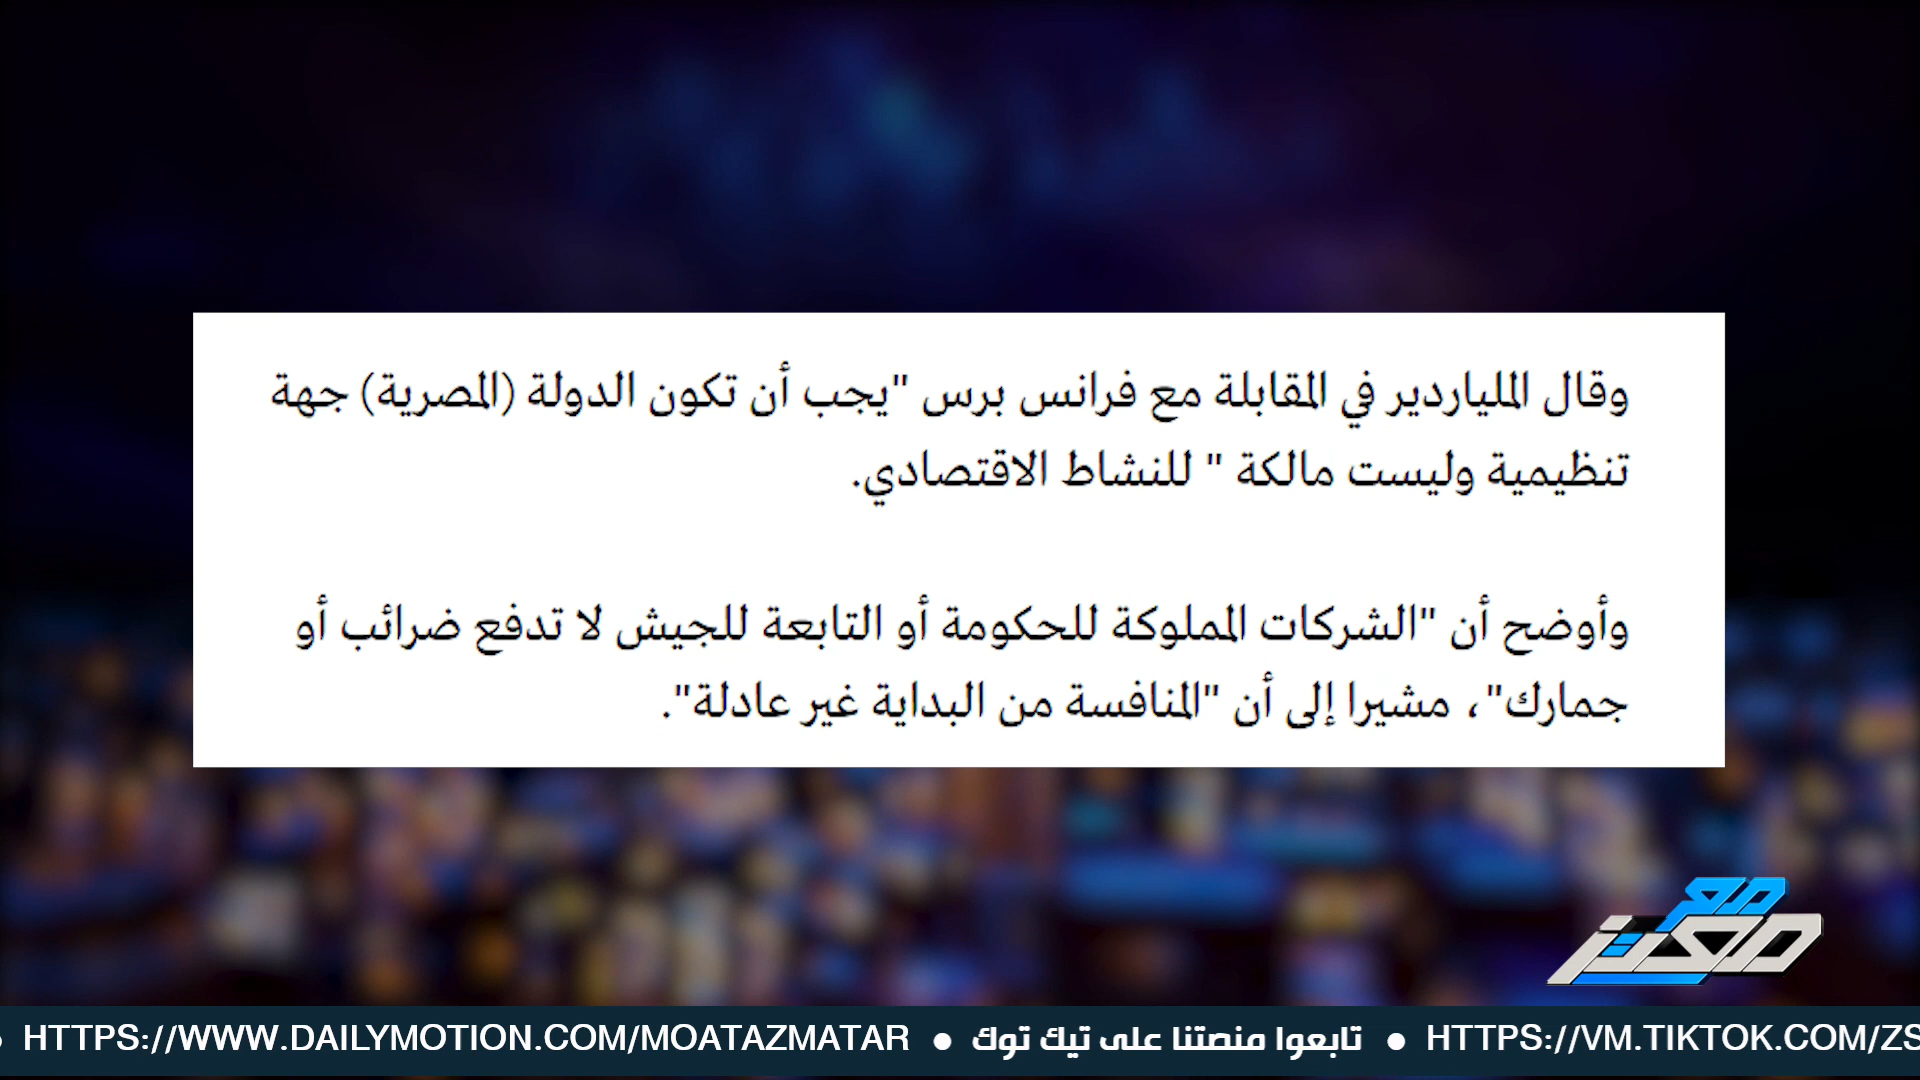 وقال الملياردير في المقابلة مع فرانس برس "يجب أن تكون الدولة (المصرية) جهة
تنظيمية وليست مالكة " للنشاط الاقتصادي.
وأوضح أن "الشركات المملوكة للحكومة أو التابعة للجيش لا تدفع ضرائب أو
جمارك"، مشيرا إلى أن "المنافسة من البداية غير عادلة".
مع
معتز
HTTPS://WWW.DAILYMOTION.COM/MOATAZMATAR ● تابعوا منصتنا على تيك توك ● HTTPS://VM.TIKTOK.COM/ZS